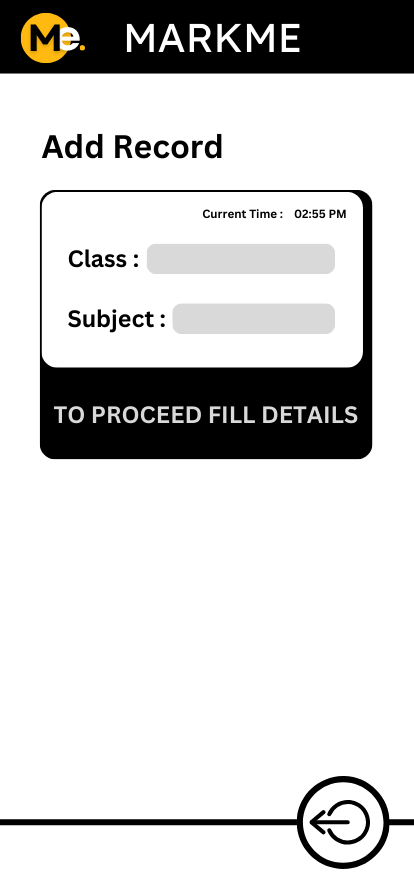 Me. MARKME
Add Record
Current Time : 02:55 PM
Class :
Subject :
TO PROCEED FILL DETAILS